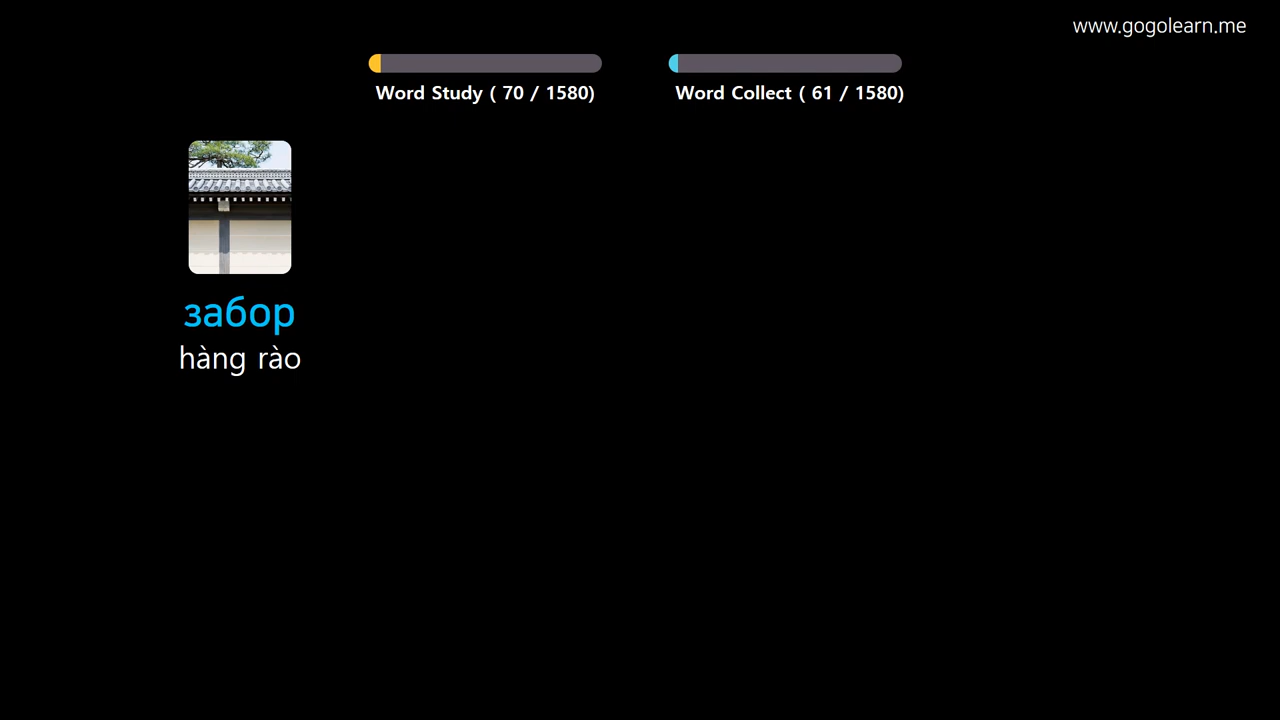 www.gogolearn.me
Word Study ( 70 / 1580)
Word Collect ( 61 / 1580)
забор
hàng rào